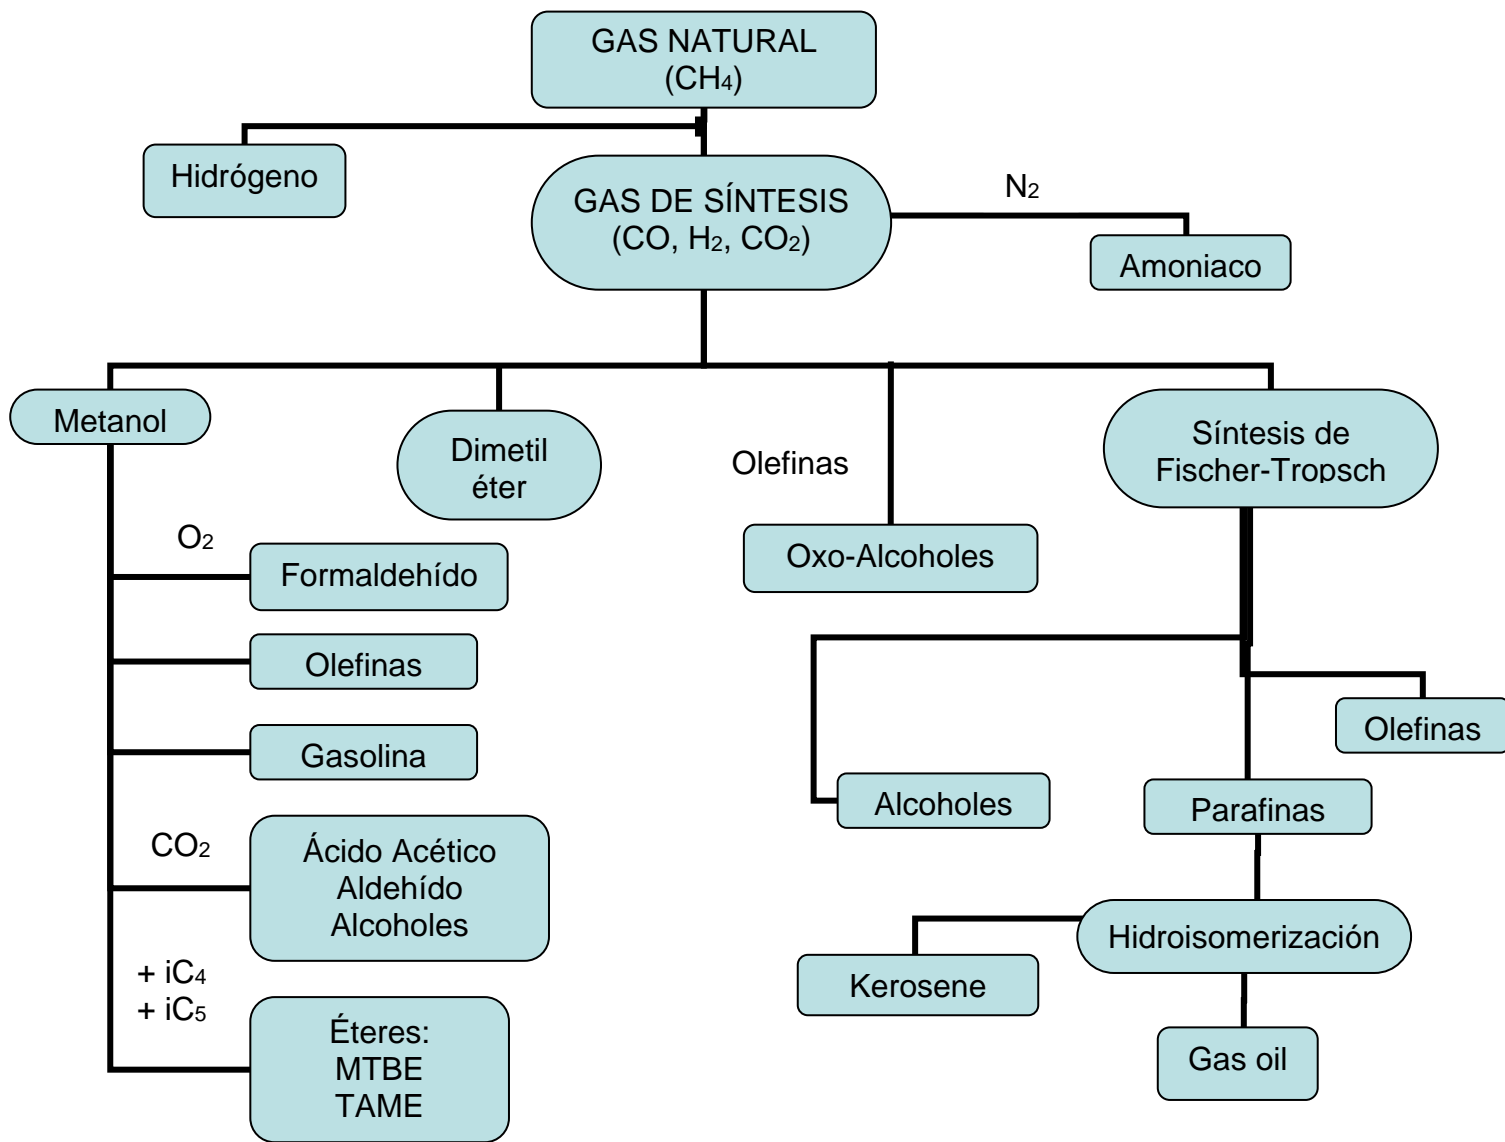 GAS NATURAL
(CH₄)
Hidrógeno
GAS DE SÍNTESIS
(CO, H₂, CO₂)
N₂
Amoniaco
Metanol
Dimetil
éter
Olefinas
Oxo-Alcoholes
Síntesis de
Fischer-Tropsch
O₂
Formaldehído
Olefinas
Gasolina
CO₂
Ácido Acético
Aldehído
Alcoholes
+ iC₄
+ iC₅
Éteres:
MTBE
TAME
Olefinas
Alcoholes
Parafinas
Hidroisomerización
Kerosene
Gas oil